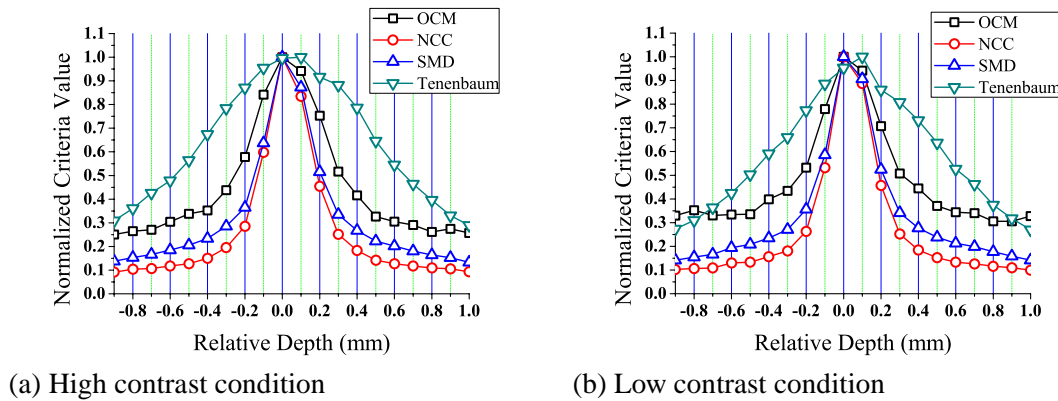 OCM
NCC
SMD
Tenenbaum
Normalized Criteria Value
1.1
1.0
0.9
0.8
0.7
0.6
0.5
0.4
0.3
0.2
0.1
0.0
-0.8 -0.6 -0.4 -0.2 0.0 0.2 0.4 0.6 0.8 1.0
Relative Depth (mm)
(a) High contrast condition
OCM
NCC
SMD
Tenenbaum
Normalized Criteria Value
1.1
1.0
0.9
0.8
0.7
0.6
0.5
0.4
0.3
0.2
0.1
0.0
-0.8 -0.6 -0.4 -0.2 0.0 0.2 0.4 0.6 0.8 1.0
Relative Depth (mm)
(b) Low contrast condition